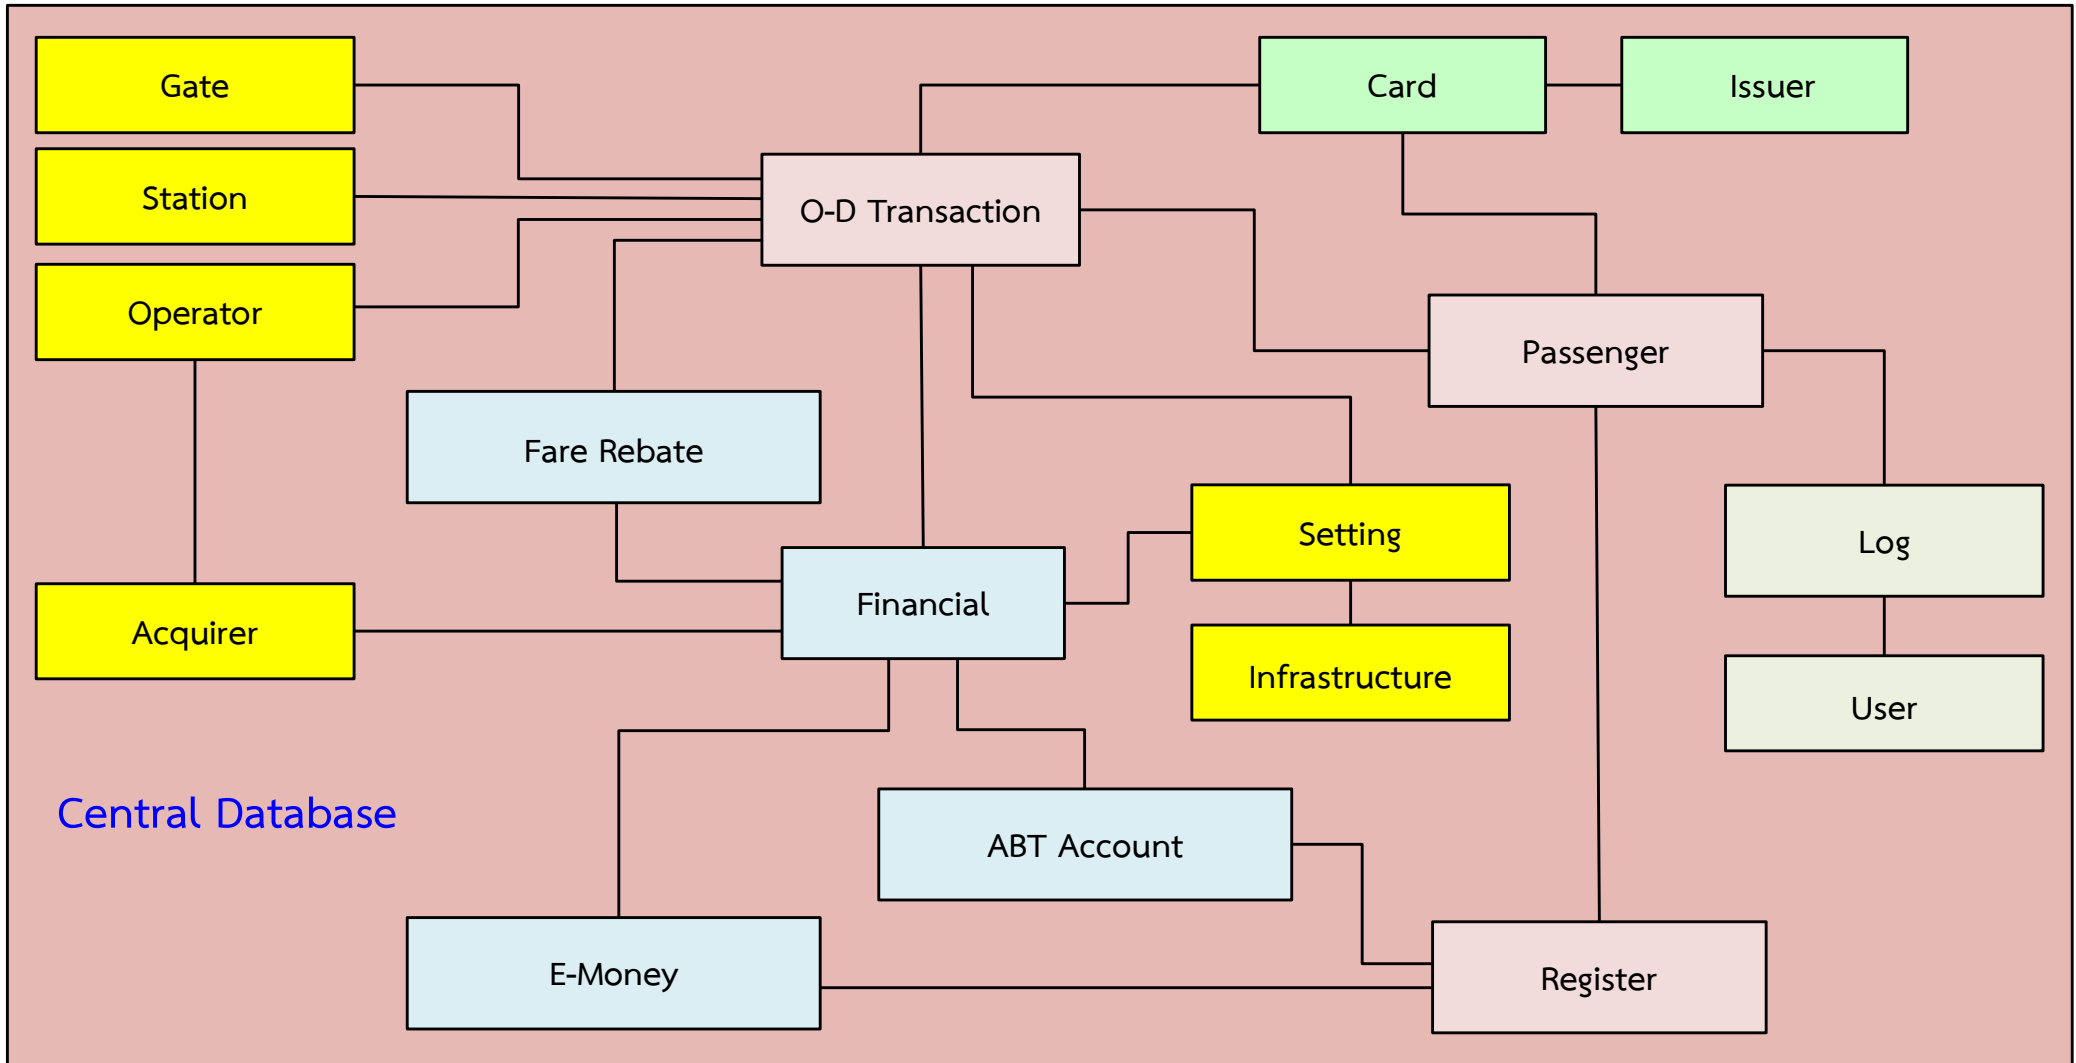 Gate
Card
Issuer
Station
O-D Transaction
Operator
Passenger
Fare Rebate
Setting
Log
Financial
Acquirer
Infrastructure
User
Central Database
ABT Account
E-Money
Register